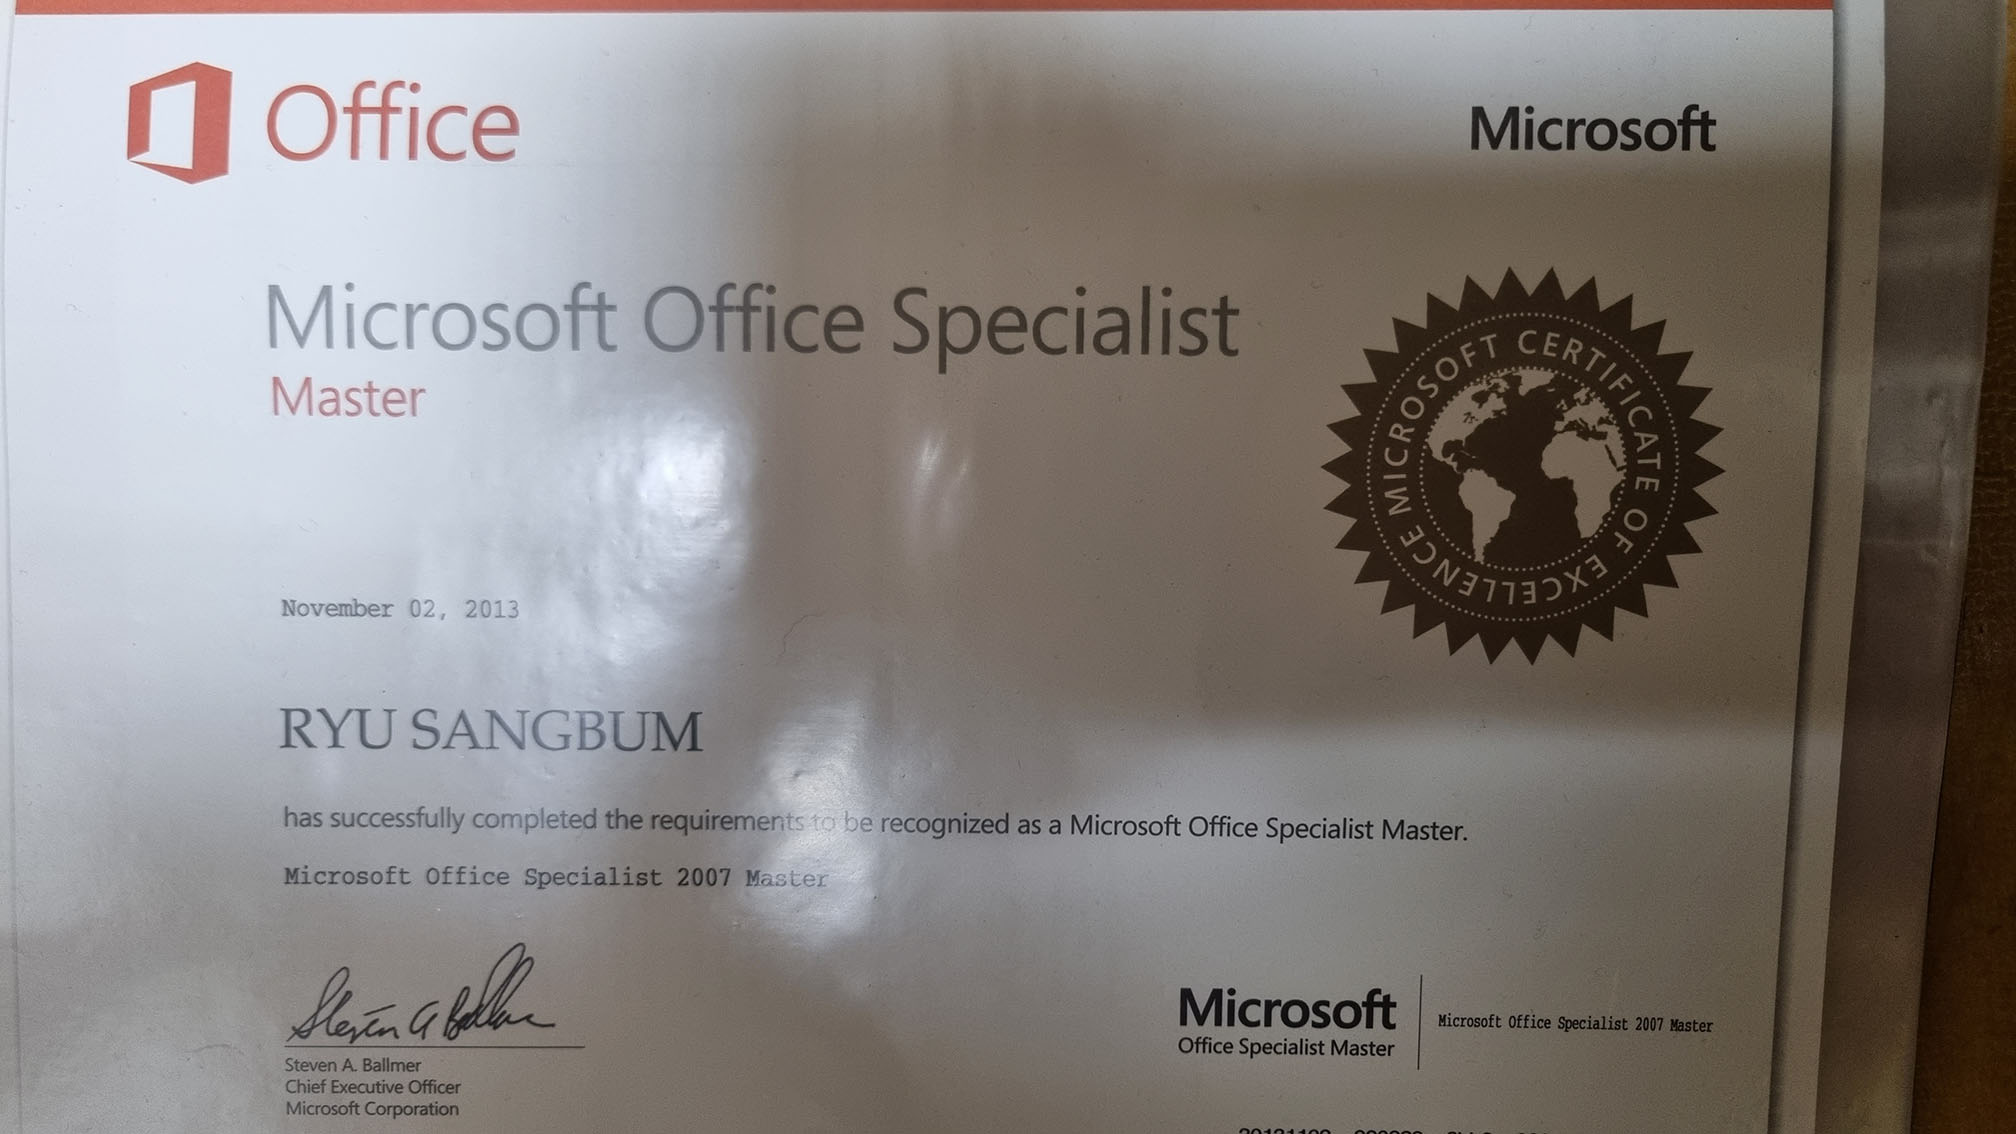 Office
Microsoft
Microsoft Office Specialist
Master
MICROSOFT CERTIFICATE OF EXCELLENCE
November 02, 2013
RYU SANGBUM
has successfully completed the requirements to be recognized as a Microsoft Office Specialist Master.
Microsoft Office Specialist 2007 Master
Steven A Ballmer
Steven A. Ballmer
Chief Executive Officer
Microsoft Corporation
Microsoft
Office Specialist Master
Microsoft Office Specialist 2007 Master